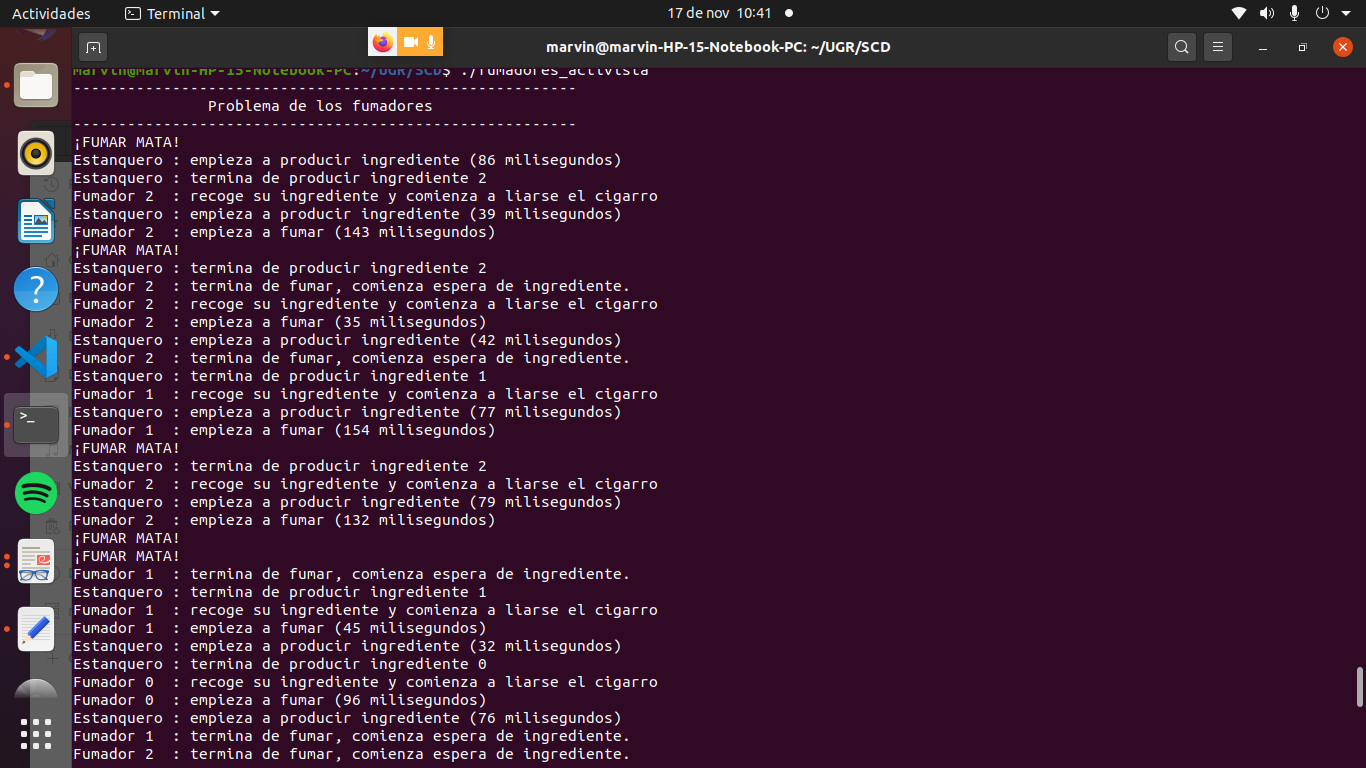 Actividades
Terminal
17 de nov 10:41
marvin@marvin-HP-15-Notebook-PC: ~/UGR/SCD
marvin@marvin-HP-15-Notebook-PC:~/UGR/SCD$ ./fumadores_activista
--------------------------------------------------------
Problema de los fumadores
--------------------------------------------------------
¡FUMAR MATA!
Estanquero : empieza a producir ingrediente (86 milisegundos)
Estanquero : termina de producir ingrediente 2
Fumador 2  : recoge su ingrediente y comienza a liarse el cigarro
Estanquero : empieza a producir ingrediente (39 milisegundos)
Fumador 2  : empieza a fumar (143 milisegundos)
¡FUMAR MATA!
Estanquero : termina de producir ingrediente 2
Fumador 2  : termina de fumar, comienza espera de ingrediente.
Fumador 2  : recoge su ingrediente y comienza a liarse el cigarro
Fumador 2  : empieza a fumar (35 milisegundos)
Estanquero : empieza a producir ingrediente (42 milisegundos)
Fumador 2  : termina de fumar, comienza espera de ingrediente.
Estanquero : termina de producir ingrediente 1
Fumador 1  : recoge su ingrediente y comienza a liarse el cigarro
Estanquero : empieza a producir ingrediente (77 milisegundos)
Fumador 1  : empieza a fumar (154 milisegundos)
¡FUMAR MATA!
Estanquero : termina de producir ingrediente 2
Fumador 2  : recoge su ingrediente y comienza a liarse el cigarro
Estanquero : empieza a producir ingrediente (79 milisegundos)
Fumador 2  : empieza a fumar (132 milisegundos)
¡FUMAR MATA!
¡FUMAR MATA!
Fumador 1  : termina de fumar, comienza espera de ingrediente.
Estanquero : termina de producir ingrediente 1
Fumador 1  : recoge su ingrediente y comienza a liarse el cigarro
Fumador 1  : empieza a fumar (45 milisegundos)
Estanquero : empieza a producir ingrediente (32 milisegundos)
Estanquero : termina de producir ingrediente 0
Fumador 0  : recoge su ingrediente y comienza a liarse el cigarro
Fumador 0  : empieza a fumar (96 milisegundos)
Estanquero : empieza a producir ingrediente (76 milisegundos)
Fumador 1  : termina de fumar, comienza espera de ingrediente.
Fumador 2  : termina de fumar, comienza espera de ingrediente.